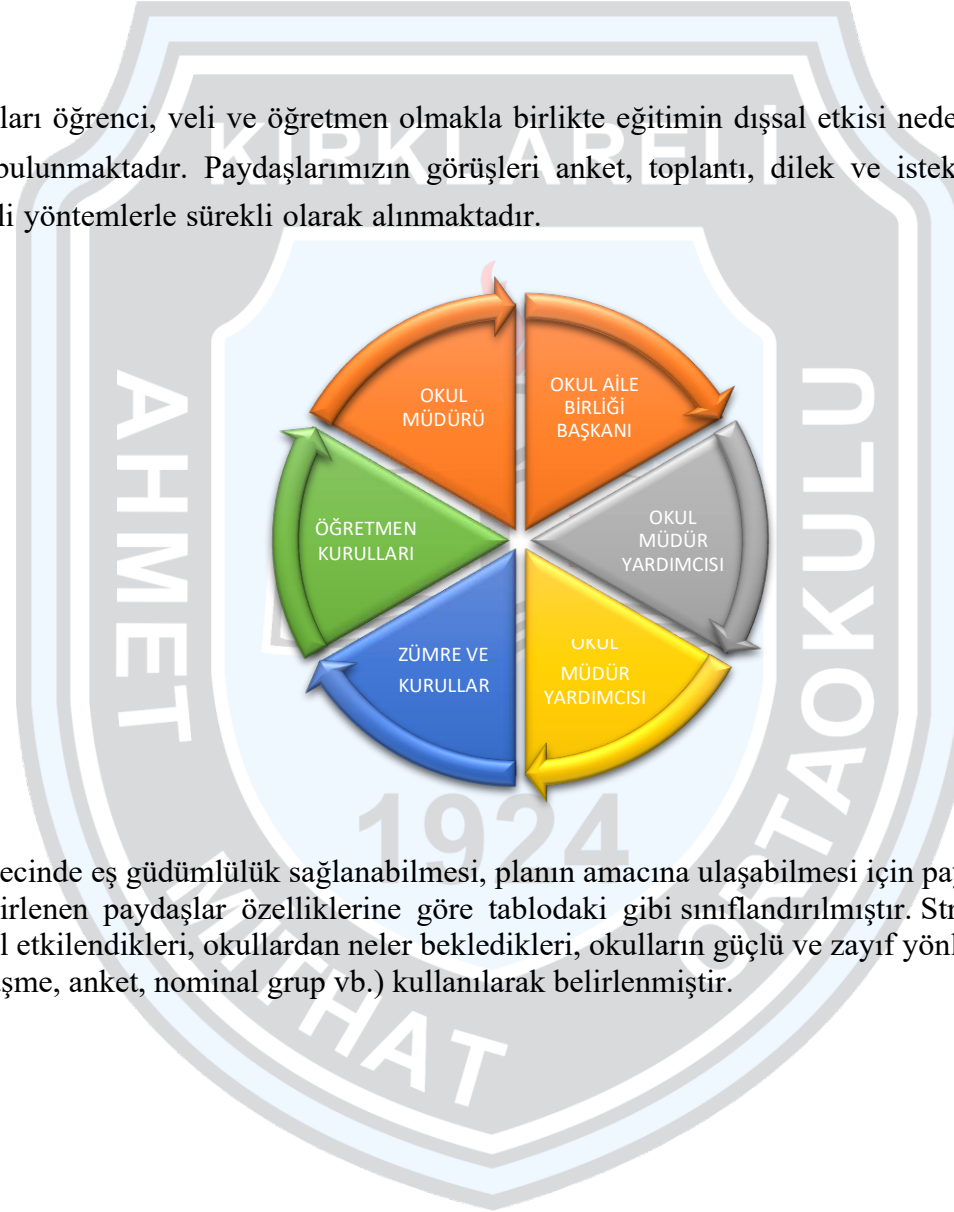 ları öğrenci, veli ve öğretmen olmakla birlikte eğitimin dışsal etkisi nede
bulunmaktadır. Paydaşlarımızın görüşleri anket, toplantı, dilek ve istek
li yöntemlerle sürekli olarak alınmaktadır.
KIRKLARELİ
AHMET
MİTHAT
ORTAOKULU
1924
OKUL
MÜDÜRÜ
OKUL AİLE
BİRLİĞİ
BAŞKANI
ÖĞRETMEN
KURULLARI
OKUL
MÜDÜR
YARDIMCISI
ZÜMRE VE
KURULLAR
OKUL
MÜDÜR
YARDIMCISI
ecinde eş güdümlülük sağlanabilmesi, planın amacına ulaşabilmesi için pay
irlenen paydaşlar özelliklerine göre tablodaki gibi sınıflandırılmıştır. Str
l etkilendikleri, okullardan neler bekledikleri, okulların güçlü ve zayıf yönl
üşme, anket, nominal grup vb.) kullanılarak belirlenmiştir.